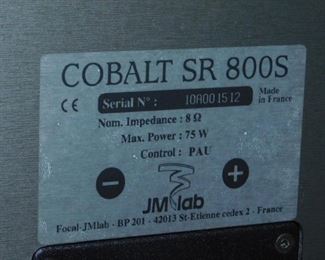 COBALT SR 800S
CE Serial N° : 10A001512 Made in France
Nom. Impedance : 8 Ω
Max. Power : 75 W
Control : PAU
− +
JMlab
Focal-JMlab - BP 201 - 42013 St-Etienne cedex 2 - France